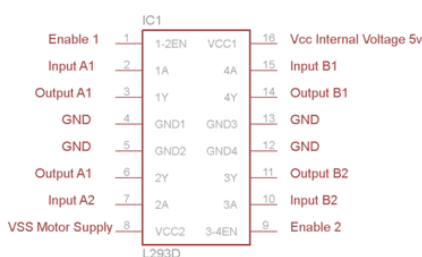 IC1
Enable 1 1 1-2EN VCC1 16 Vcc Internal Voltage 5v
Input A1 2 1A 4A 15 Input B1
Output A1 3 1Y 4Y 14 Output B1
GND 4 GND1 GND3 13 GND
GND 5 GND2 GND4 12 GND
Output A1 6 2Y 3Y 11 Output B2
Input A2 7 2A 3A 10 Input B2
VSS Motor Supply 8 VCC2 3-4EN 9 Enable 2
L293D